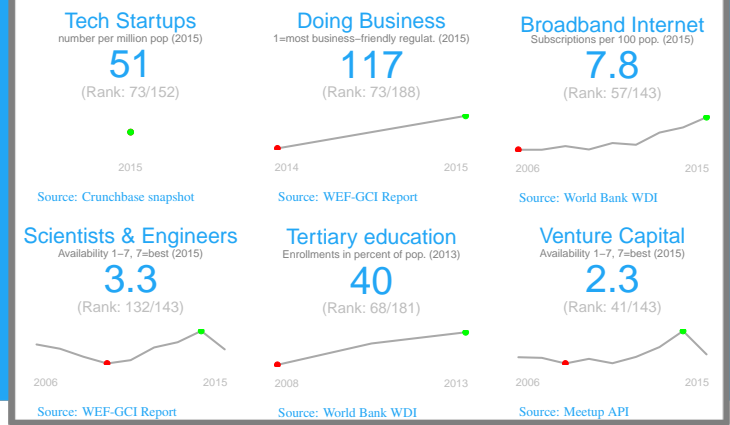 Tech Startups
number per million pop (2015)
51
(Rank: 73/152)
2015
Source: Crunchbase snapshot
Doing Business
1=most business−friendly regulat. (2015)
117
(Rank: 73/188)
2014 2015
Source: WEF-GCI Report
Broadband Internet
Subscriptions per 100 pop. (2015)
7.8
(Rank: 57/143)
2006 2015
Source: World Bank WDI
Scientists & Engineers
Availability 1−7, 7=best (2015)
3.3
(Rank: 132/143)
2006 2015
Source: WEF-GCI Report
Tertiary education
Enrollments in percent of pop. (2013)
40
(Rank: 68/181)
2008 2013
Source: World Bank WDI
Venture Capital
Availability 1−7, 7=best (2015)
2.3
(Rank: 41/143)
2006 2015
Source: Meetup API